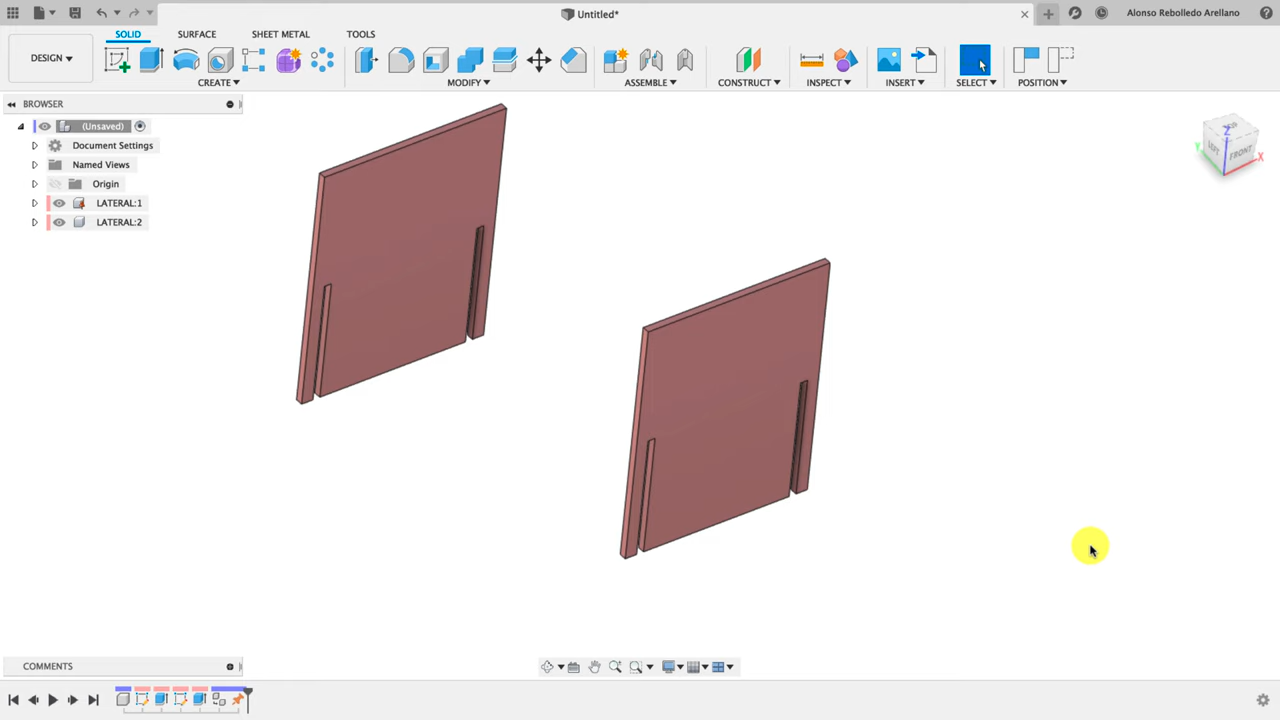 Untitled*
Alonso Rebolledo Arellano
SOLID
SURFACE
SHEET METAL
TOOLS
DESIGN
CREATE
MODIFY
ASSEMBLE
CONSTRUCT
INSPECT
INSERT
SELECT
POSITION
BROWSER
(Unsaved)
Document Settings
Named Views
Origin
LATERAL:1
LATERAL:2
Z
LEFT
FRONT
Y
X
COMMENTS